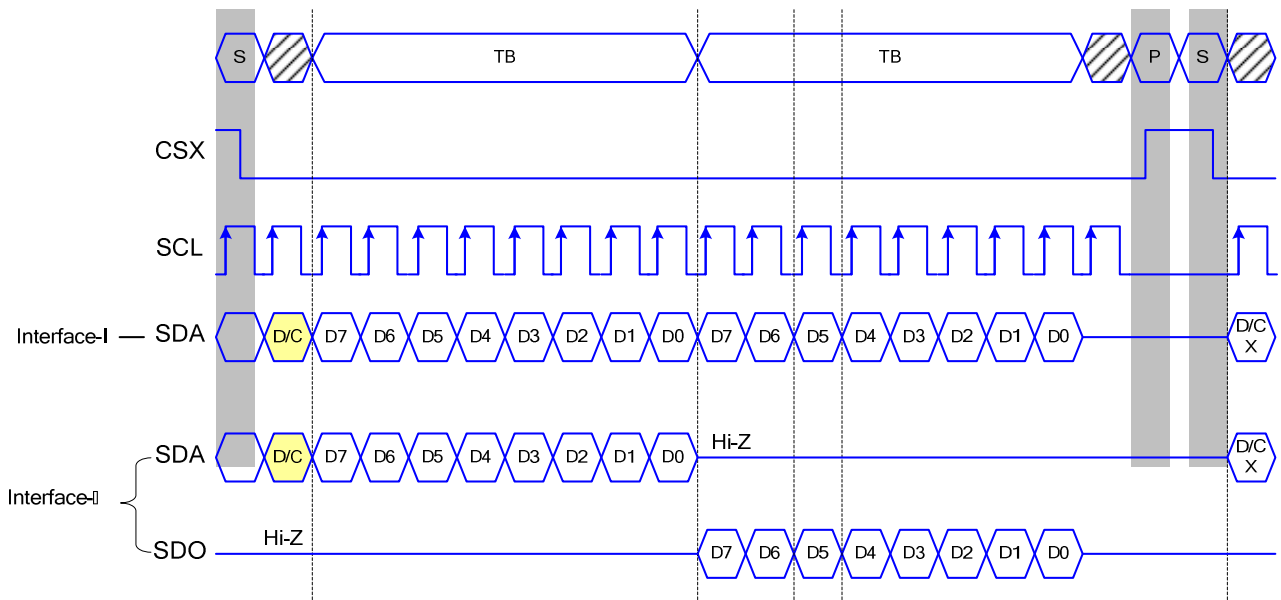 S TB TB P S
CSX
SCL
Interface-I SDA D/C D7 D6 D5 D4 D3 D2 D1 D0 D7 D6 D5 D4 D3 D2 D1 D0 D/C X
SDA D/C D7 D6 D5 D4 D3 D2 D1 D0 Hi-Z D/C X
Interface-▯
SDO Hi-Z D7 D6 D5 D4 D3 D2 D1 D0